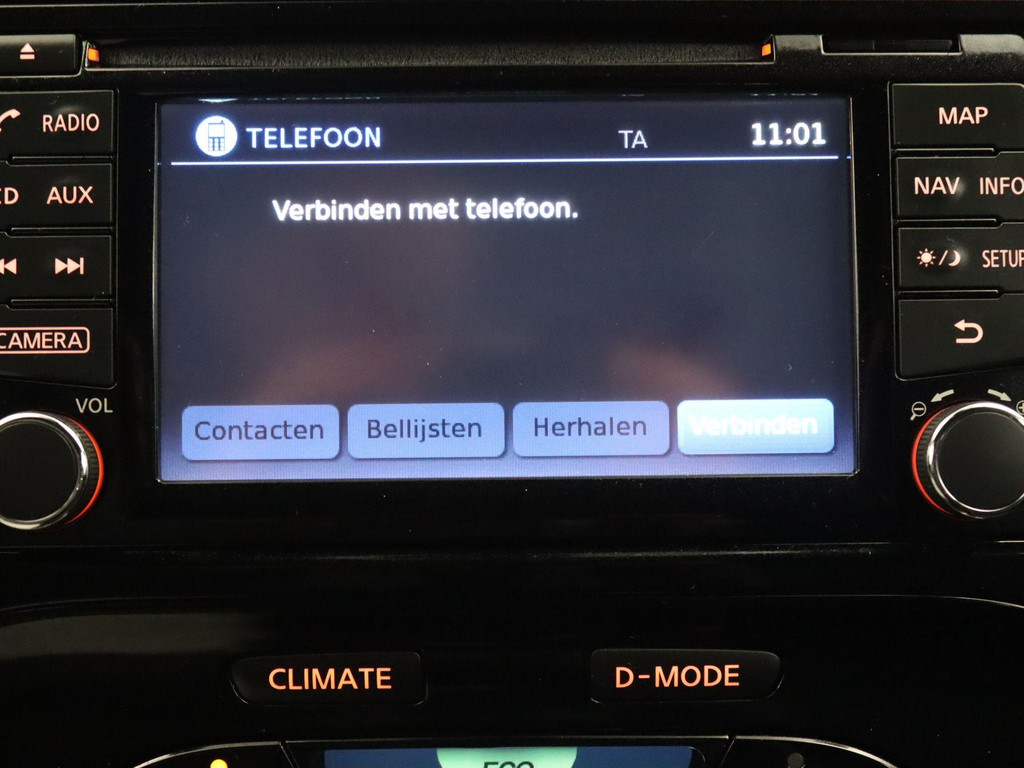 RADIO
CD AUX
CAMERA
VOL
TELEFOON TA 11:01
Verbinden met telefoon.
Contacten Bellijsten Herhalen Verbinden
MAP
NAV INFO
SETUP
CLIMATE D-MODE
ECO